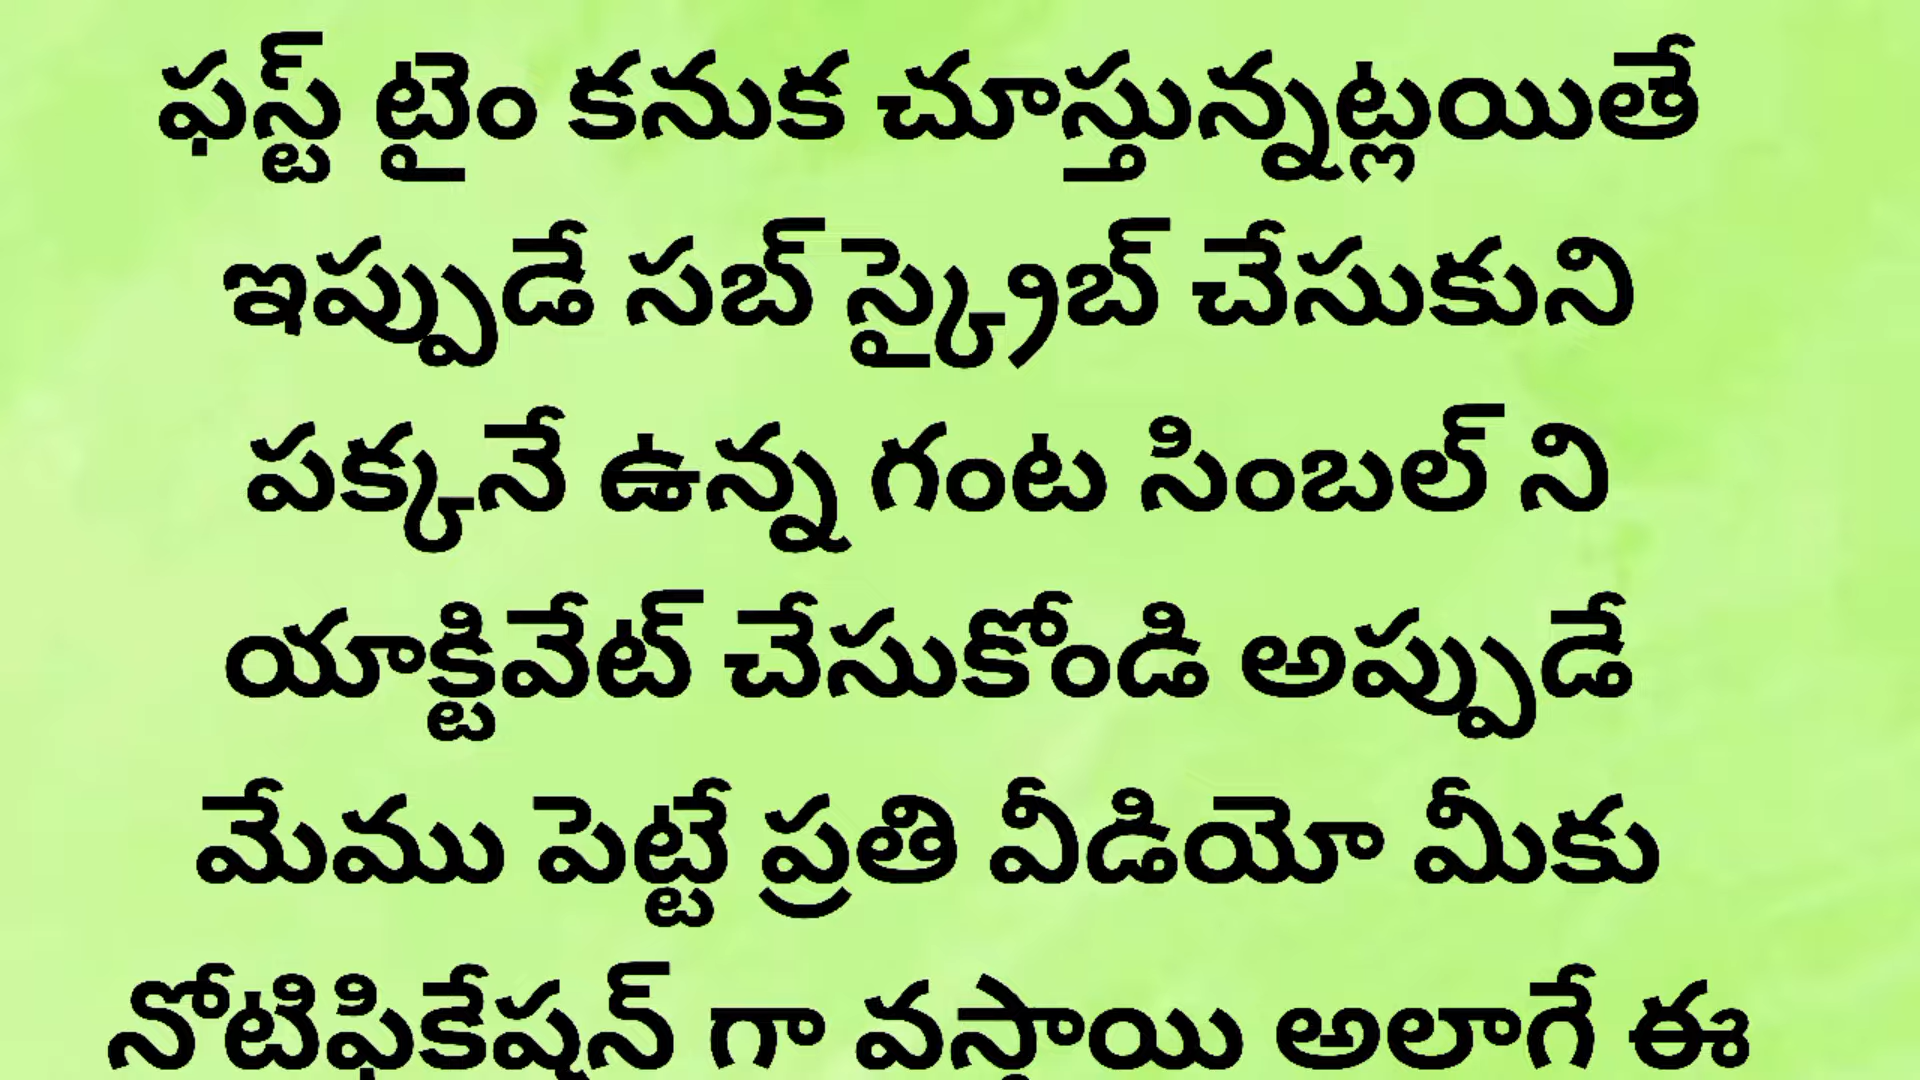 ఫస్ట్ టైం కనుక చూస్తున్నట్లయితే
ఇప్పుడే సబ్ స్క్రైబ్ చేసుకుని
పక్కనే ఉన్న గంట సింబల్ ని
యాక్టివేట్ చేసుకోండి అప్పుడే
మేము పెట్టే ప్రతి వీడియో మీకు
నోటిఫికేషన్ గా వస్తాయి అలాగే ఈ